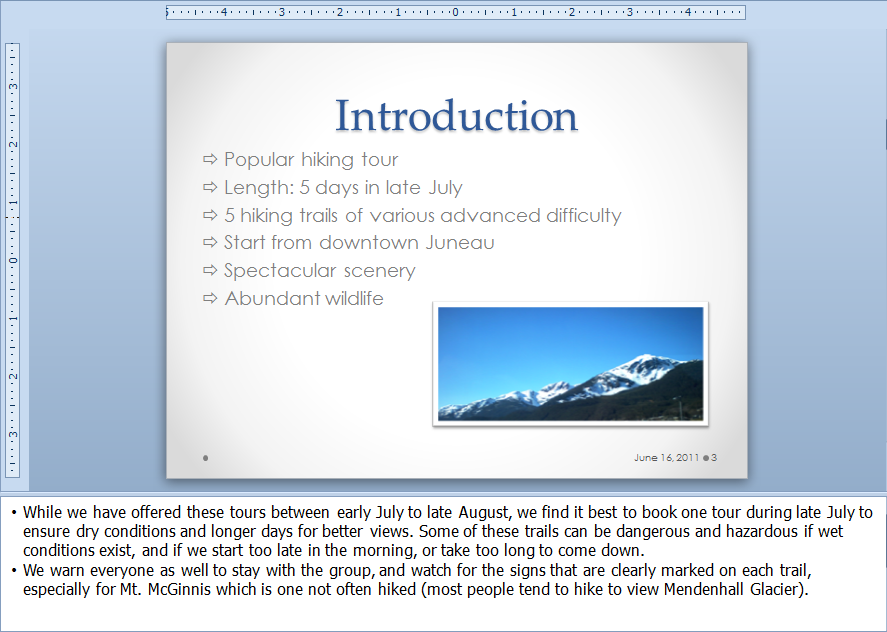 5 4 3 2 1 0 1 2 3 4
3
2
1
0
1
2
3
Introduction
⇨ Popular hiking tour
⇨ Length: 5 days in late July
⇨ 5 hiking trails of various advanced difficulty
⇨ Start from downtown Juneau
⇨ Spectacular scenery
⇨ Abundant wildlife
● June 16, 2011 ● 3
• While we have offered these tours between early July to late August, we find it best to book one tour during late July to
ensure dry conditions and longer days for better views. Some of these trails can be dangerous and hazardous if wet
conditions exist, and if we start too late in the morning, or take too long to come down.
• We warn everyone as well to stay with the group, and watch for the signs that are clearly marked on each trail,
especially for Mt. McGinnis which is one not often hiked (most people tend to hike to view Mendenhall Glacier).